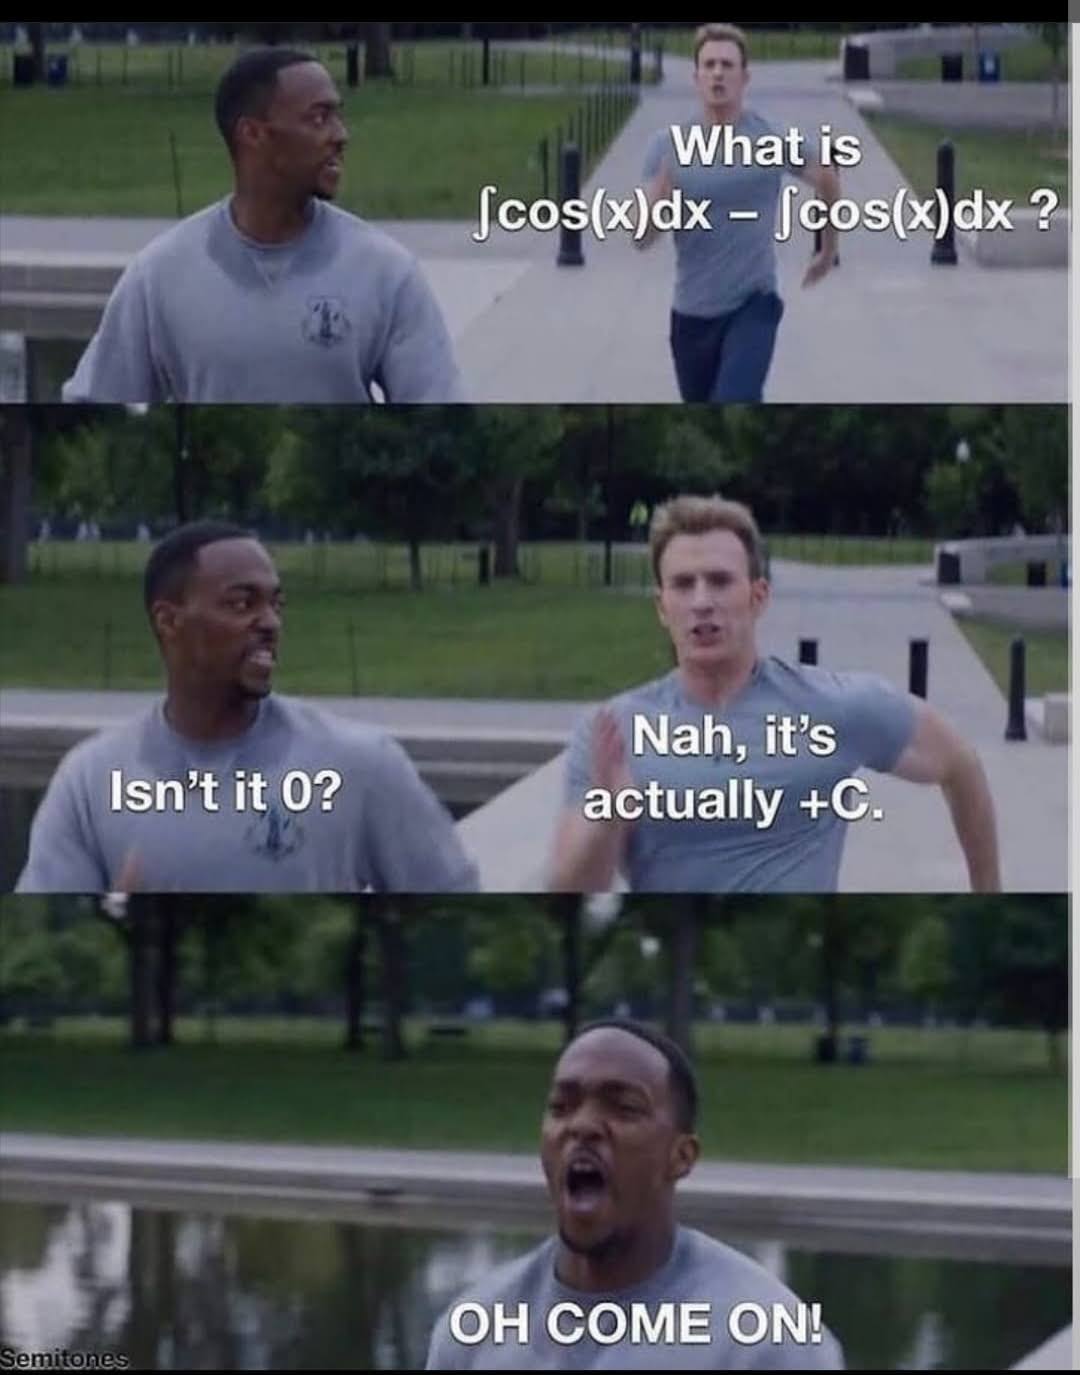 What is
∫cos(x)dx – ∫cos(x)dx ?
Isn't it 0?
Nah, it's
actually +C.
OH COME ON!
Semitones